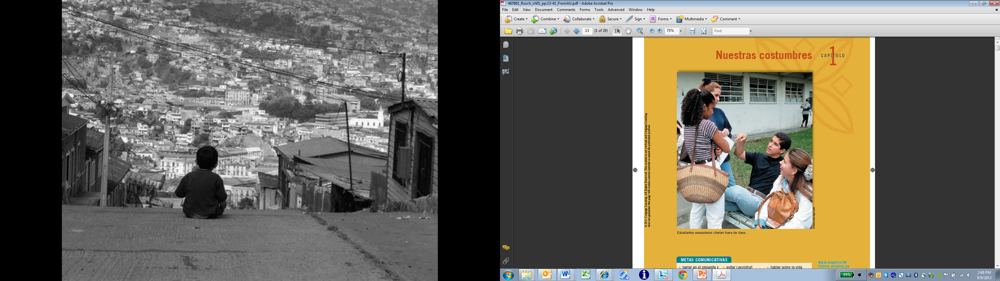 467661_Rusch_ch01_pp.13-41_FromAU.pdf - Adobe Acrobat Pro
File Edit View Document Comments Forms Tools Advanced Window Help
Create Combine Collaborate Secure Sign Forms Multimedia Comment
13 (1 of 29) 75% Find
Nuestras costumbres CAPÍTULO 1
© 2015 Cengage Learning. All Rights Reserved. This content is not yet final and Cengage Learning
does not guarantee this page will contain current material or match the published product.
Estudiantes venezolanos charlan fuera de clase.
METAS COMUNICATIVAS
narrar en el presente y evitar (avoiding) hablar sobre la vida
May be assigned as HW:
Grammar, vocabulary, ¿Lo
99% 2:49 PM
9/9/2013